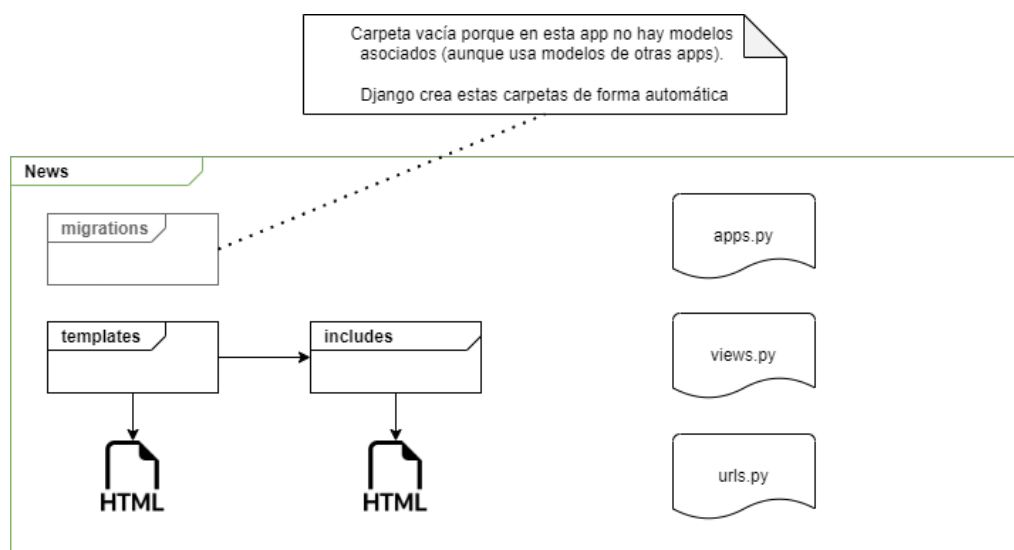 Carpeta vacía porque en esta app no hay modelos
asociados (aunque usa modelos de otras apps).
Django crea estas carpetas de forma automática
News
migrations
apps.py
templates
includes
views.py
HTML
HTML
urls.py